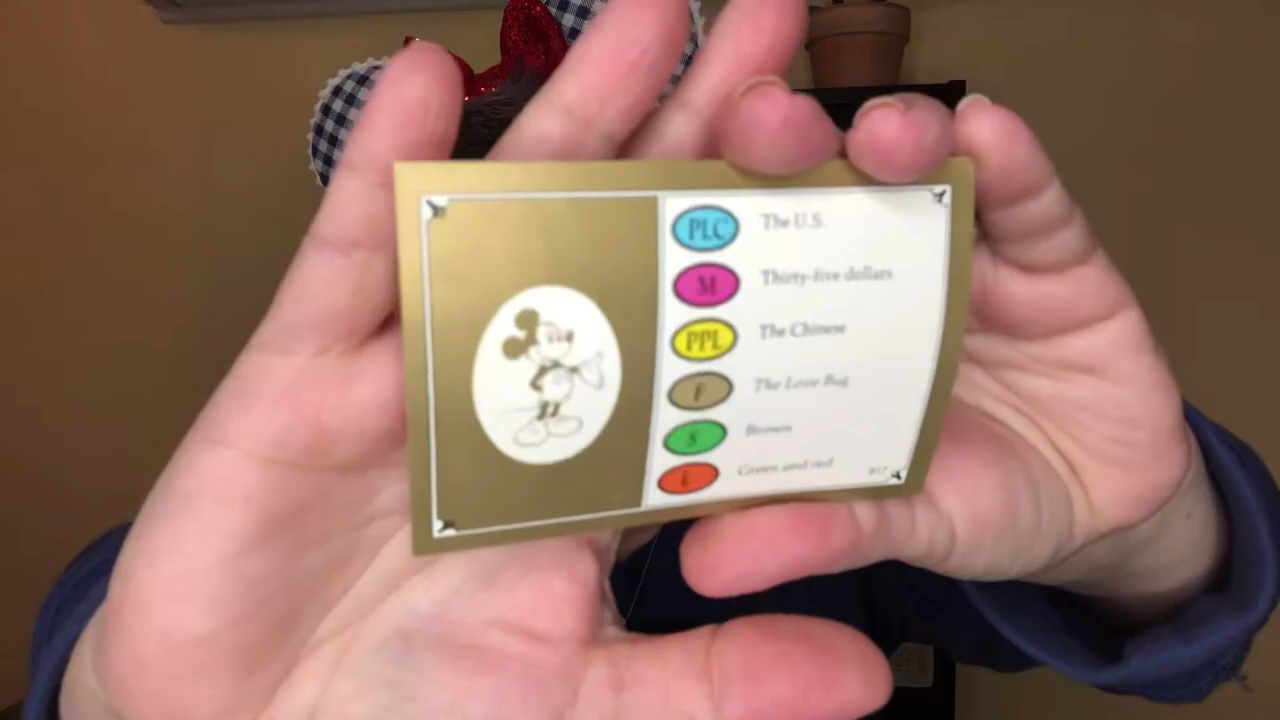 PLC The U.S.
M Thirty-five dollars
PPL The Chinese
F The Love Bug
S Brown
L Green and red